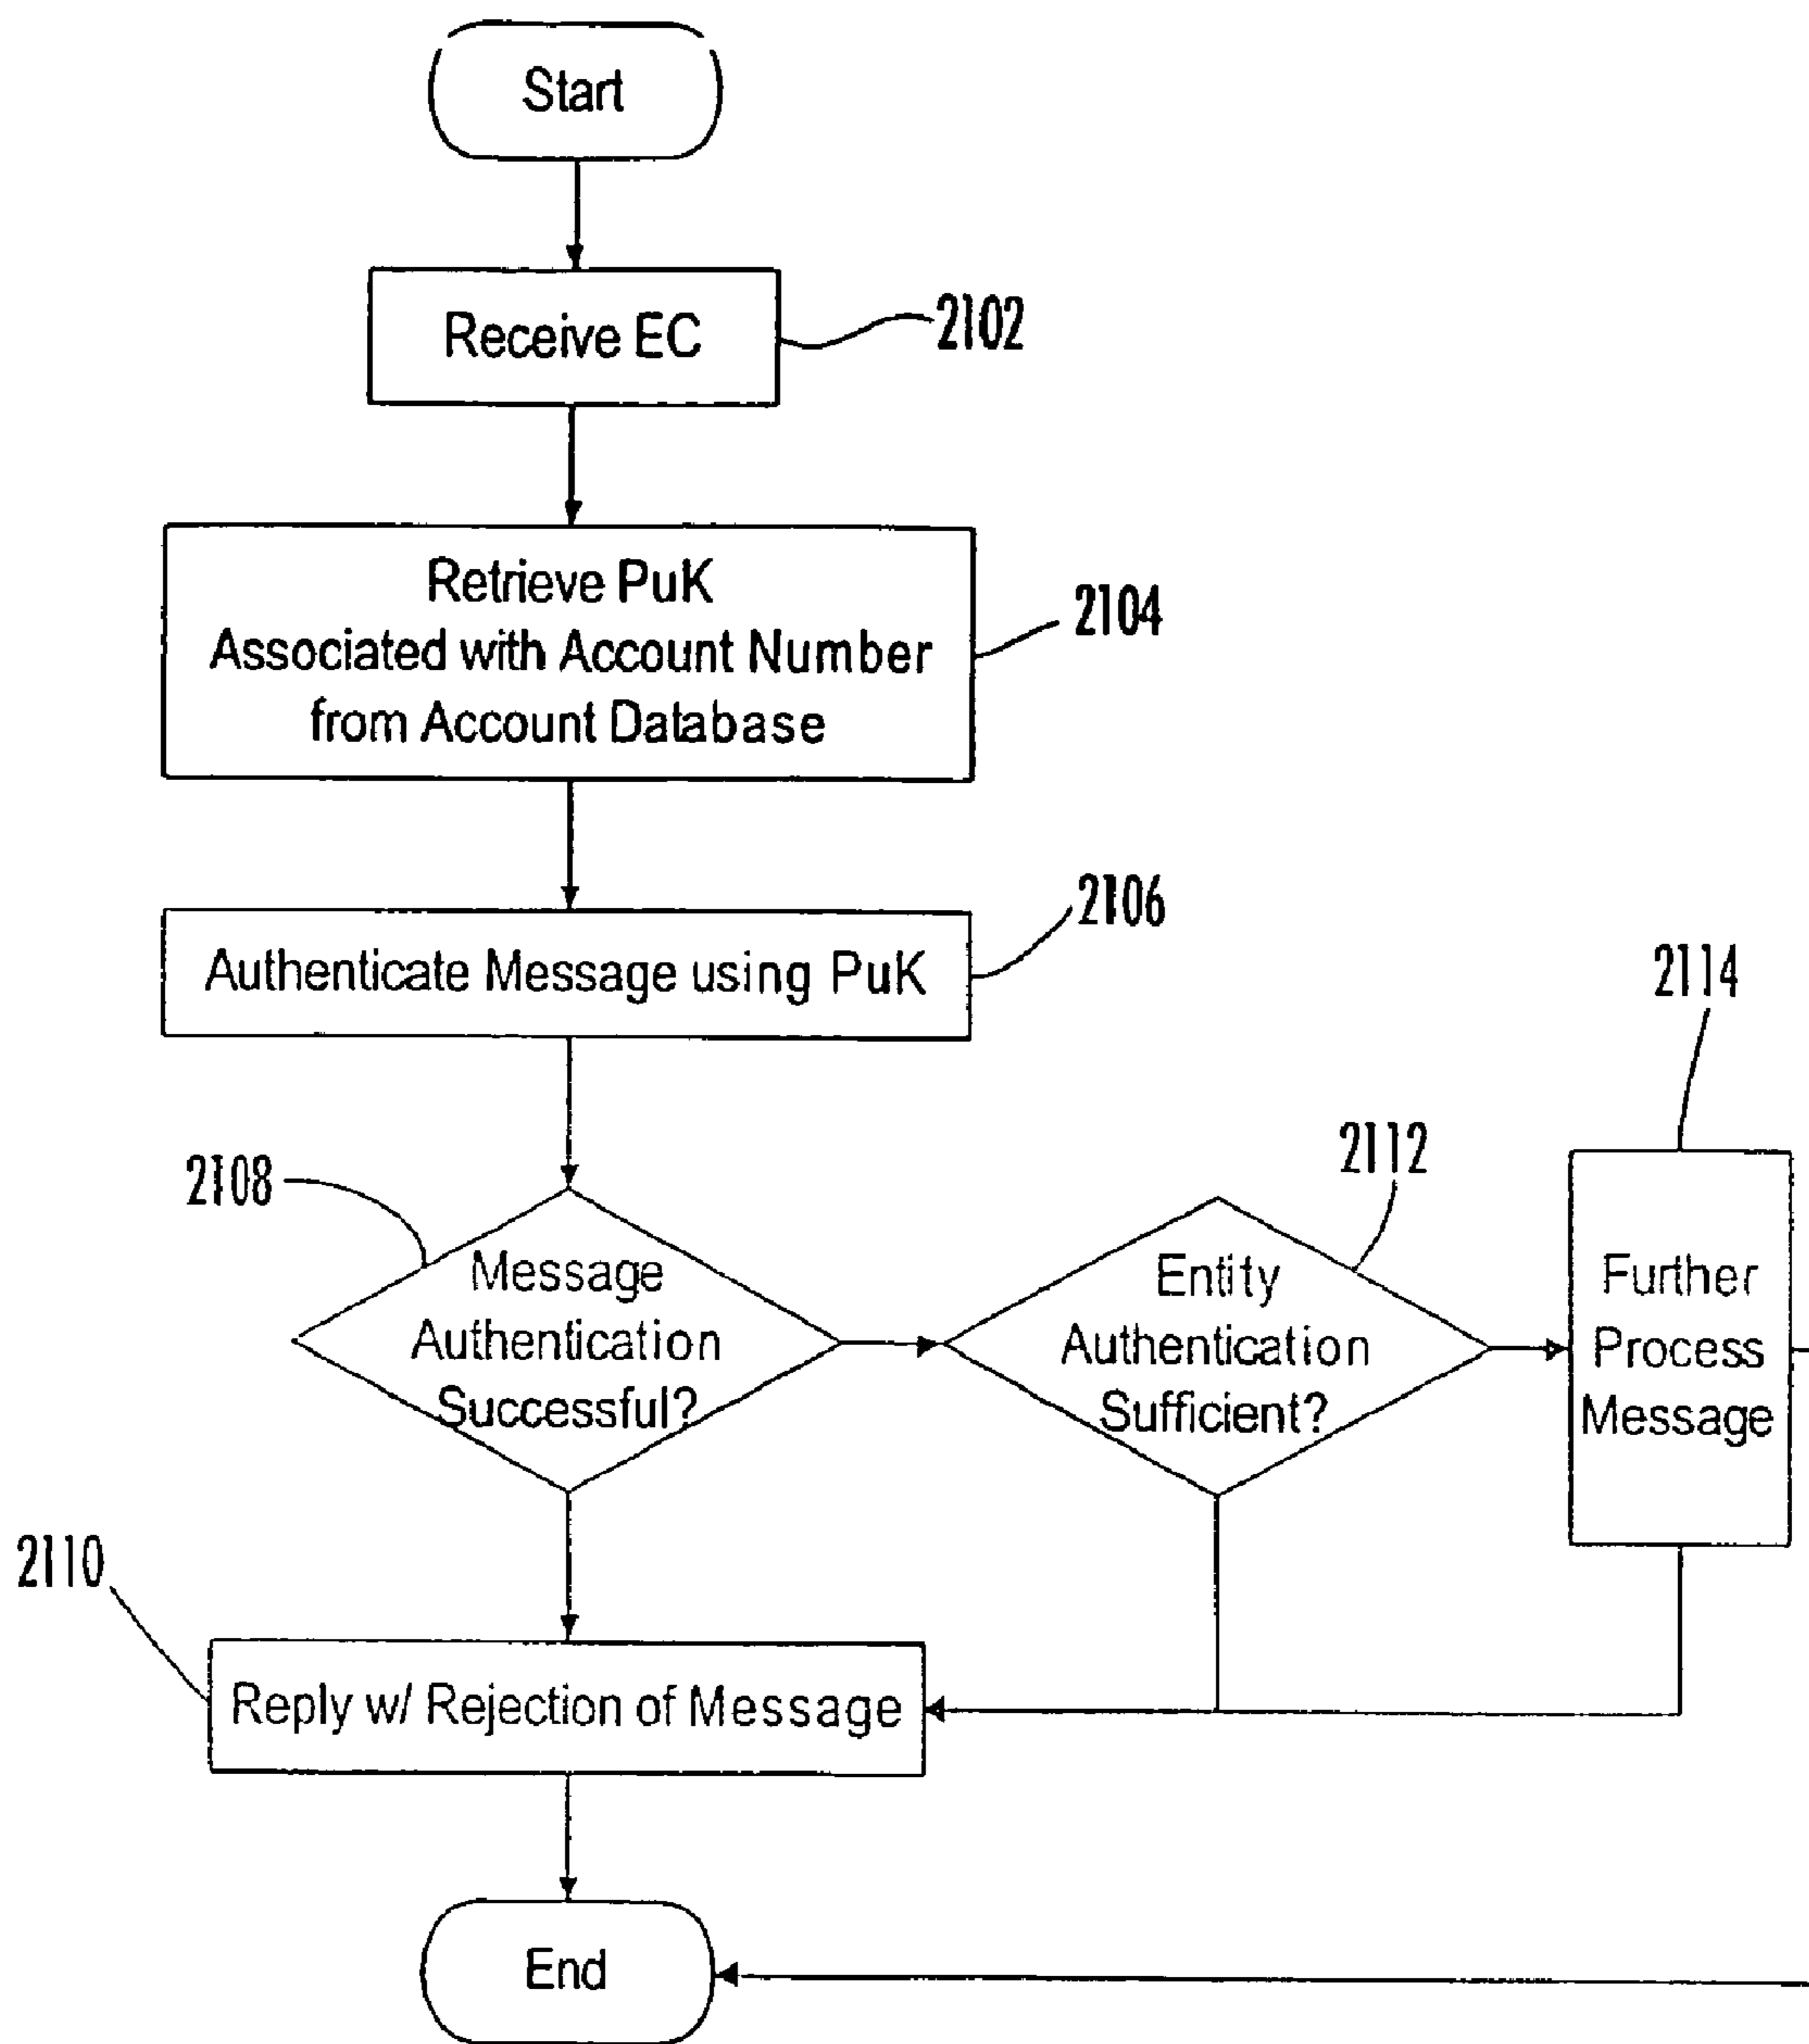 Start
Receive EC
2102
Retrieve PuK
Associated with Account Number
from Account Database
2104
Authenticate Message using PuK
2106
2108
Message
Authentication
Successful?
2112
Entity
Authentication
Sufficient?
2114
Further
Process
Message
2110
Reply w/ Rejection of Message
End